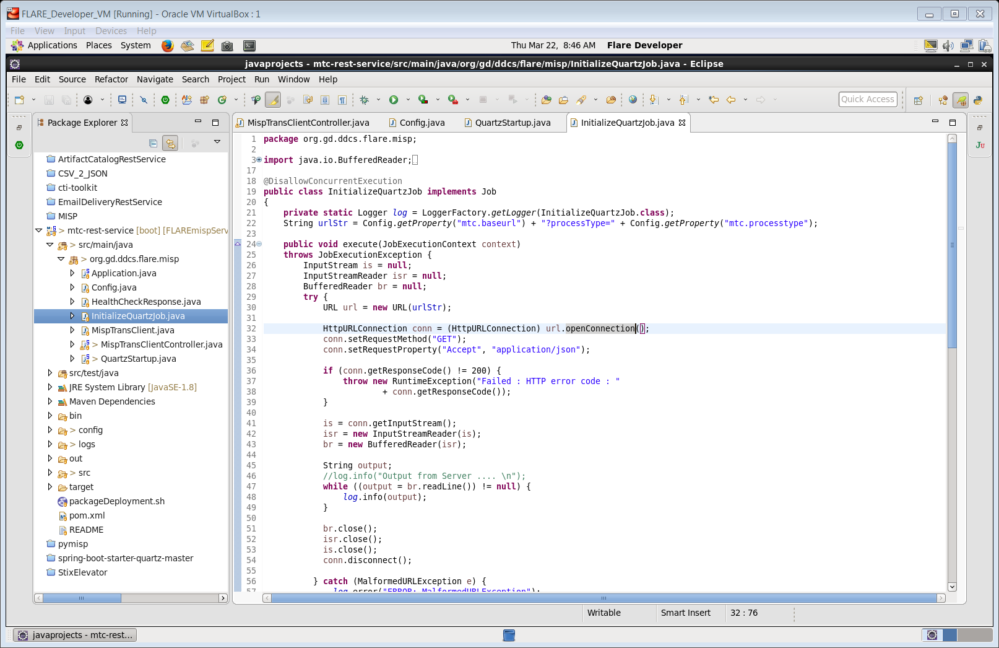 FLARE_Developer_VM [Running] - Oracle VM VirtualBox : 1
File View Input Devices Help
Applications Places System Thu Mar 22, 8:46 AM Flare Developer
javaprojects - mtc-rest-service/src/main/java/org/gd/ddcs/flare/misp/InitializeQuartzJob.java - Eclipse
File Edit Source Refactor Navigate Search Project Run Window Help
Quick Access
Package Explorer
ArtifactCatalogRestService
CSV_2_JSON
cti-toolkit
EmailDeliveryRestService
MISP
> mtc-rest-service [boot] [FLAREmispServ
> src/main/java
> org.gd.ddcs.flare.misp
Application.java
Config.java
HealthCheckResponse.java
InitializeQuartzJob.java
MispTransClient.java
> MispTransClientController.java
> QuartzStartup.java
src/test/java
JRE System Library [JavaSE-1.8]
Maven Dependencies
bin
> config
> logs
out
> src
target
packageDeployment.sh
pom.xml
README
pymisp
spring-boot-starter-quartz-master
StixElevator
MispTransClientController.java Config.java QuartzStartup.java InitializeQuartzJob.java
1 package org.gd.ddcs.flare.misp;
2
3 import java.io.BufferedReader;
17
18 @DisallowConcurrentExecution
19 public class InitializeQuartzJob implements Job
20 {
21 private static Logger log = LoggerFactory.getLogger(InitializeQuartzJob.class);
22 String urlStr = Config.getProperty("mtc.baseurl") + "?processType=" + Config.getProperty("mtc.processtype");
23
24 public void execute(JobExecutionContext context)
25 throws JobExecutionException {
26 InputStream is = null;
27 InputStreamReader isr = null;
28 BufferedReader br = null;
29 try {
30 URL url = new URL(urlStr);
31
32 HttpURLConnection conn = (HttpURLConnection) url.openConnection();
33 conn.setRequestMethod("GET");
34 conn.setRequestProperty("Accept", "application/json");
35
36 if (conn.getResponseCode() != 200) {
37 throw new RuntimeException("Failed : HTTP error code : "
38 + conn.getResponseCode());
39 }
40
41 is = conn.getInputStream();
42 isr = new InputStreamReader(is);
43 br = new BufferedReader(isr);
44
45 String output;
46 //log.info("Output from Server .... \n");
47 while ((output = br.readLine()) != null) {
48 log.info(output);
49 }
50
51 br.close();
52 isr.close();
53 is.close();
54 conn.disconnect();
55
56 } catch (MalformedURLException e) {
57 log.error("ERROR: MalformedURLException");
Writable Smart Insert 32 : 76
javaprojects - mtc-rest...